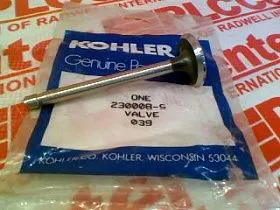 KOHLER
Genuine P
ONE
230008-S
VALVE
039
KOHLER CO. KOHLER, WISCONSIN 53044